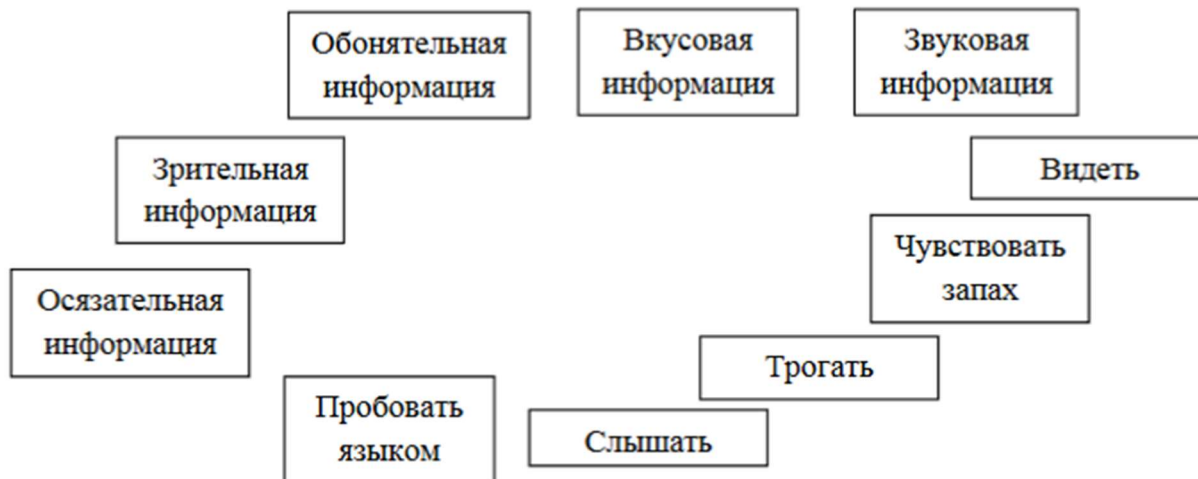 Обонятельная
информация
Вкусовая
информация
Звуковая
информация
Зрительная
информация
Видеть
Чувствовать
запах
Осязательная
информация
Трогать
Пробовать
языком
Слышать